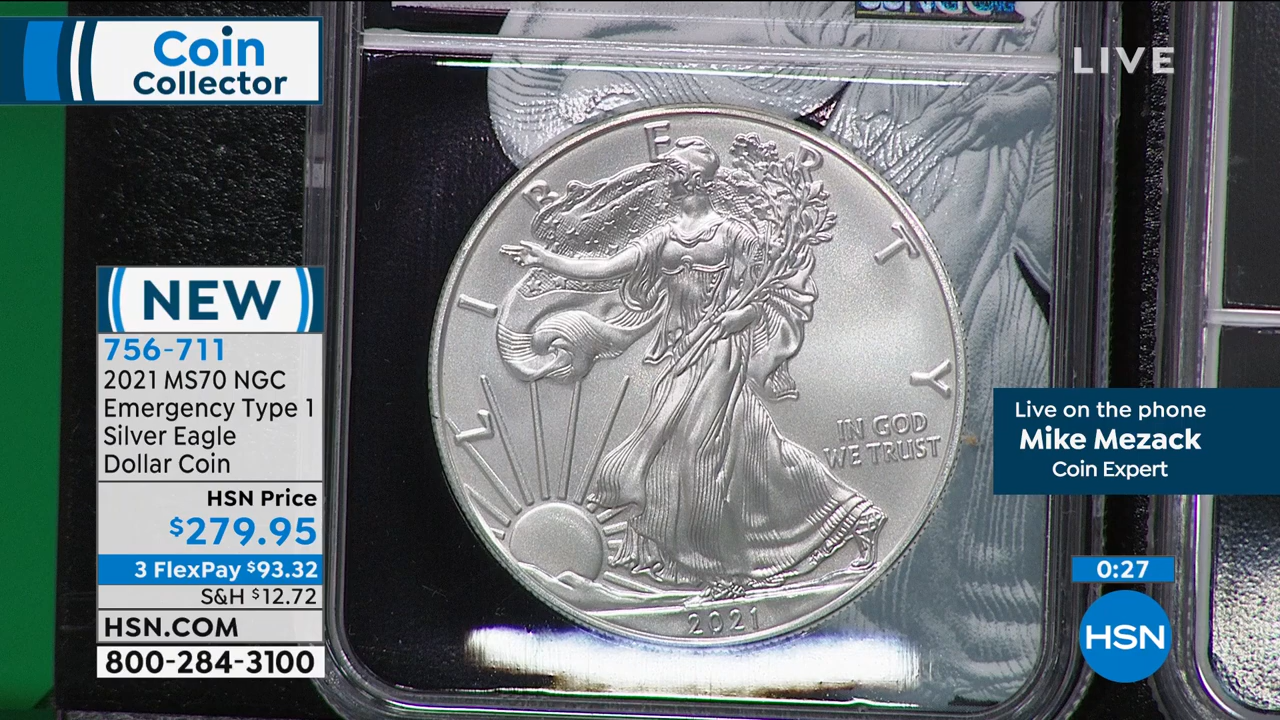 Coin
Collector
LIVE
NEW
756-711
2021 MS70 NGC
Emergency Type 1
Silver Eagle
Dollar Coin
HSN Price
$279.95
3 FlexPay $93.32
S&H $12.72
HSN.COM
800-284-3100
LIBERTY
IN GOD
WE TRUST
2021
Live on the phone
Mike Mezack
Coin Expert
0:27
HSN